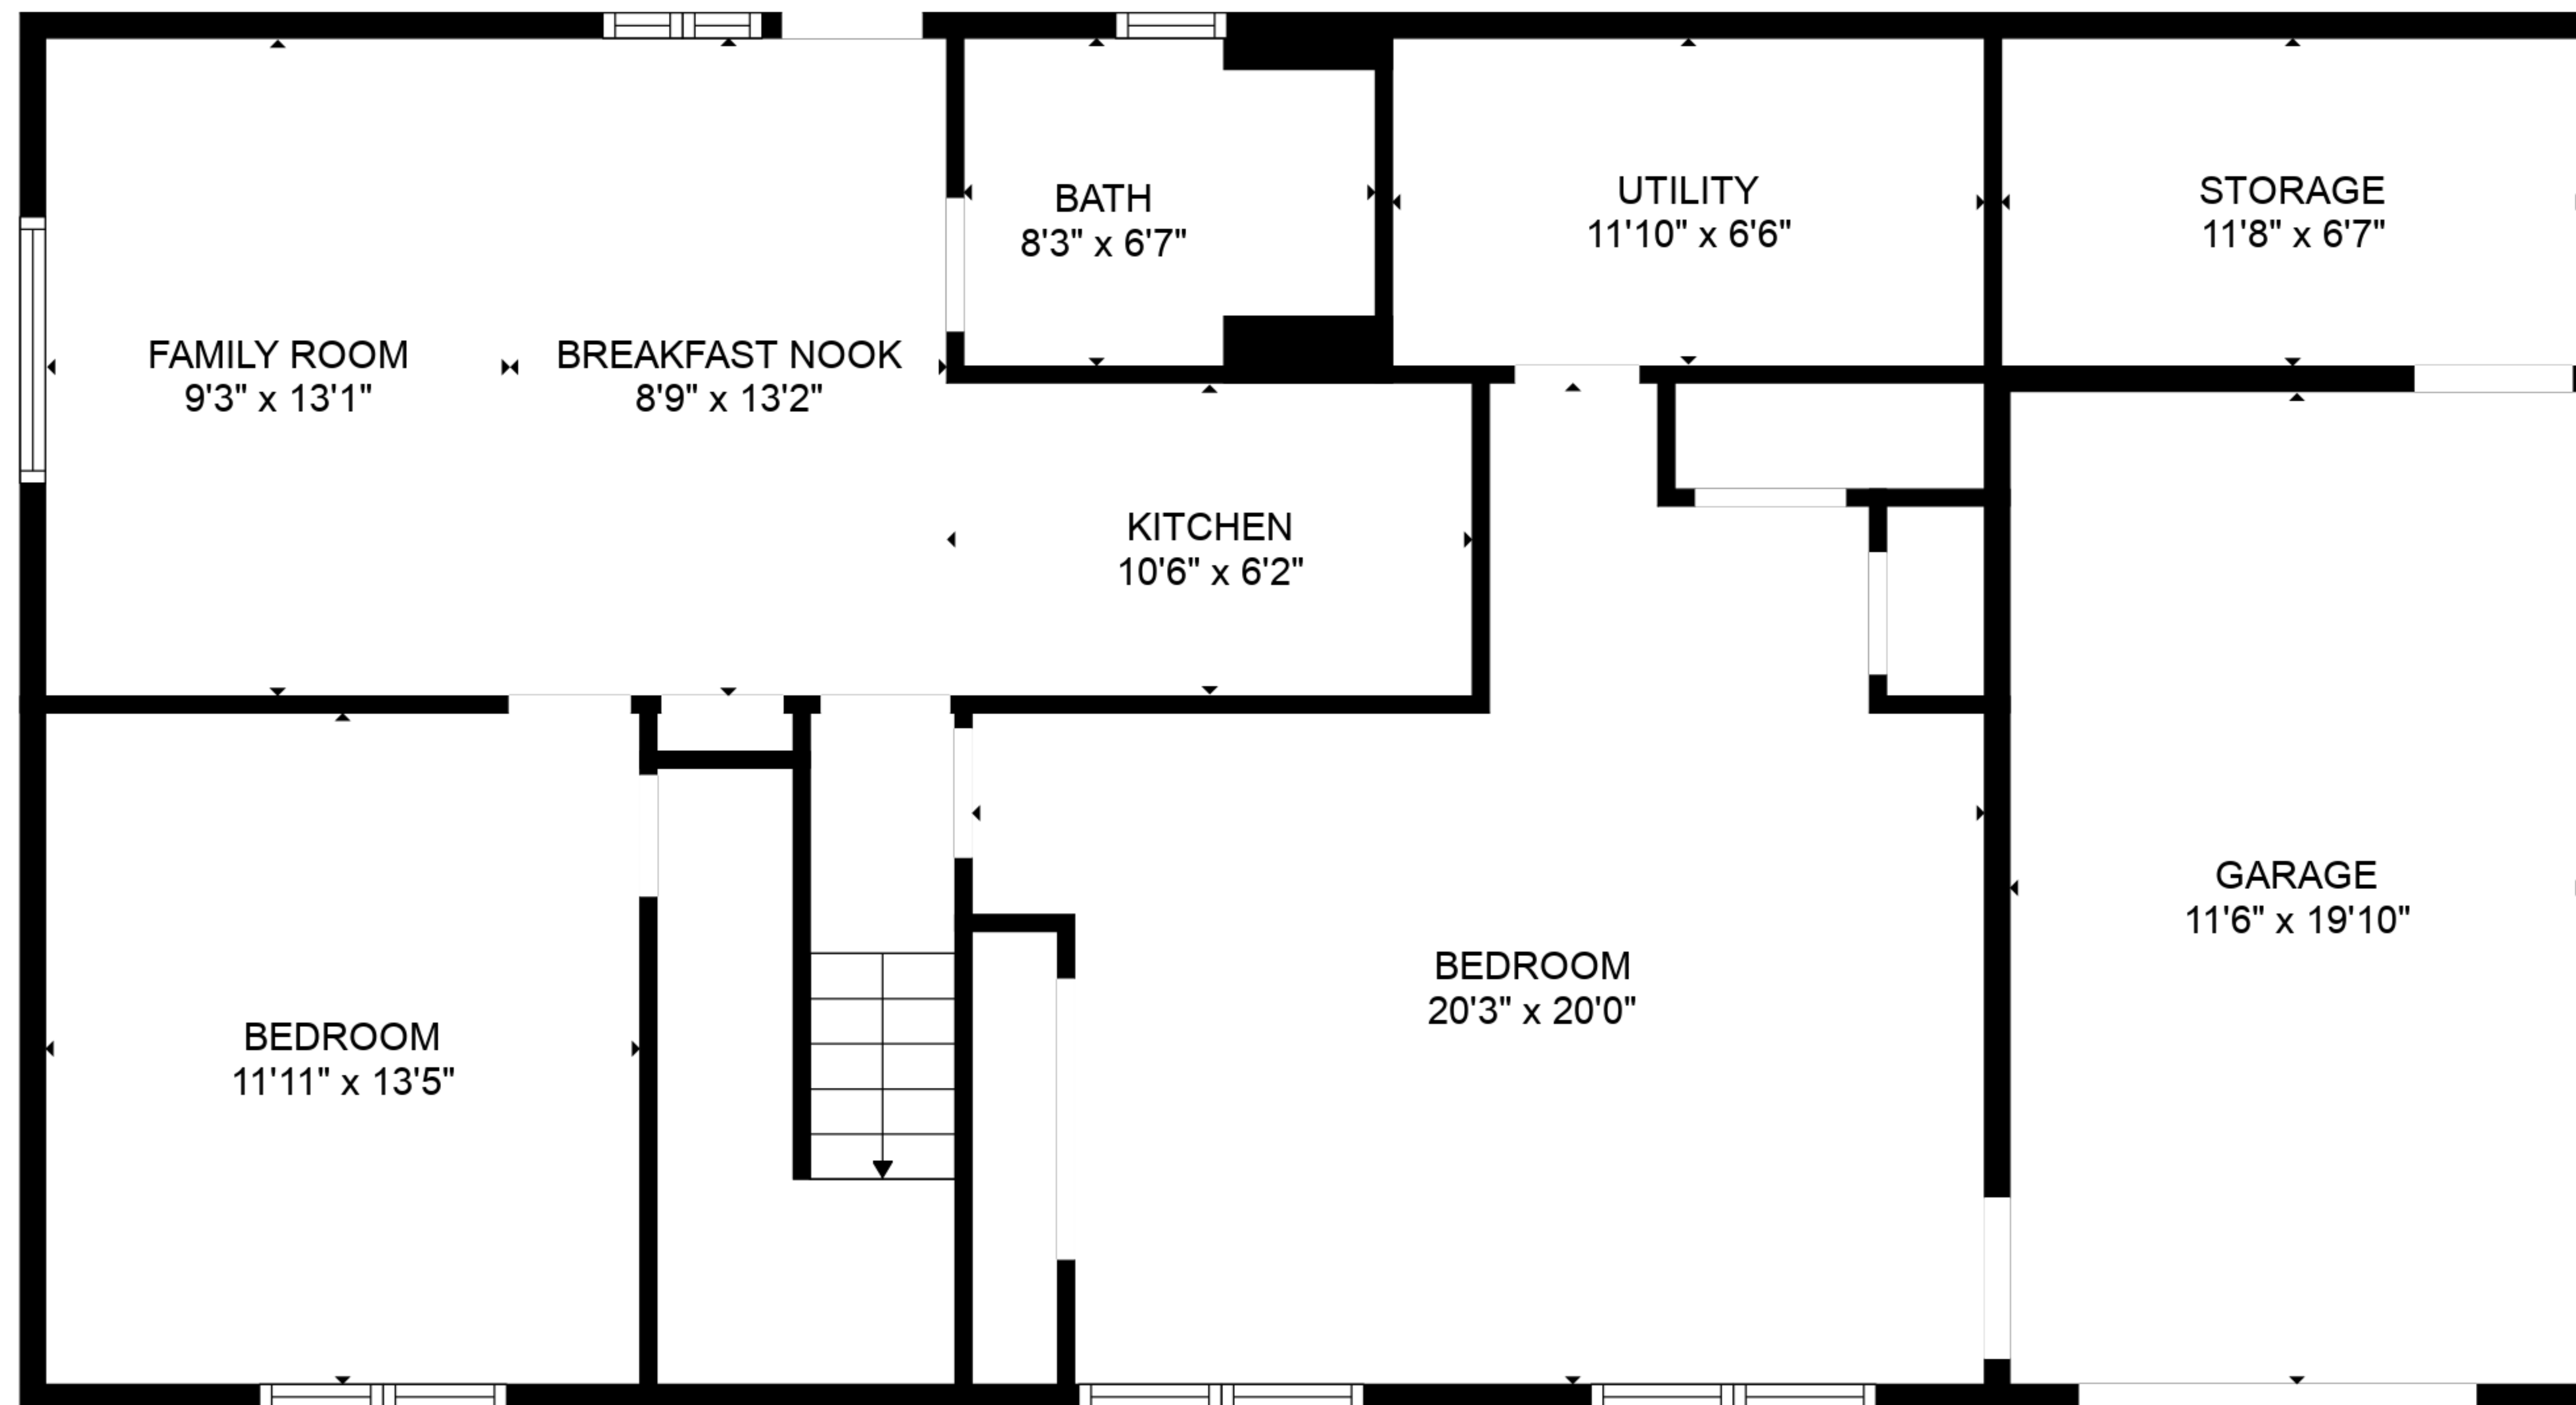 BATH
8'3" x 6'7"
UTILITY
11'10" x 6'6"
STORAGE
11'8" x 6'7"
FAMILY ROOM
9'3" x 13'1"
BREAKFAST NOOK
8'9" x 13'2"
KITCHEN
10'6" x 6'2"
GARAGE
11'6" x 19'10"
BEDROOM
20'3" x 20'0"
BEDROOM
11'11" x 13'5"